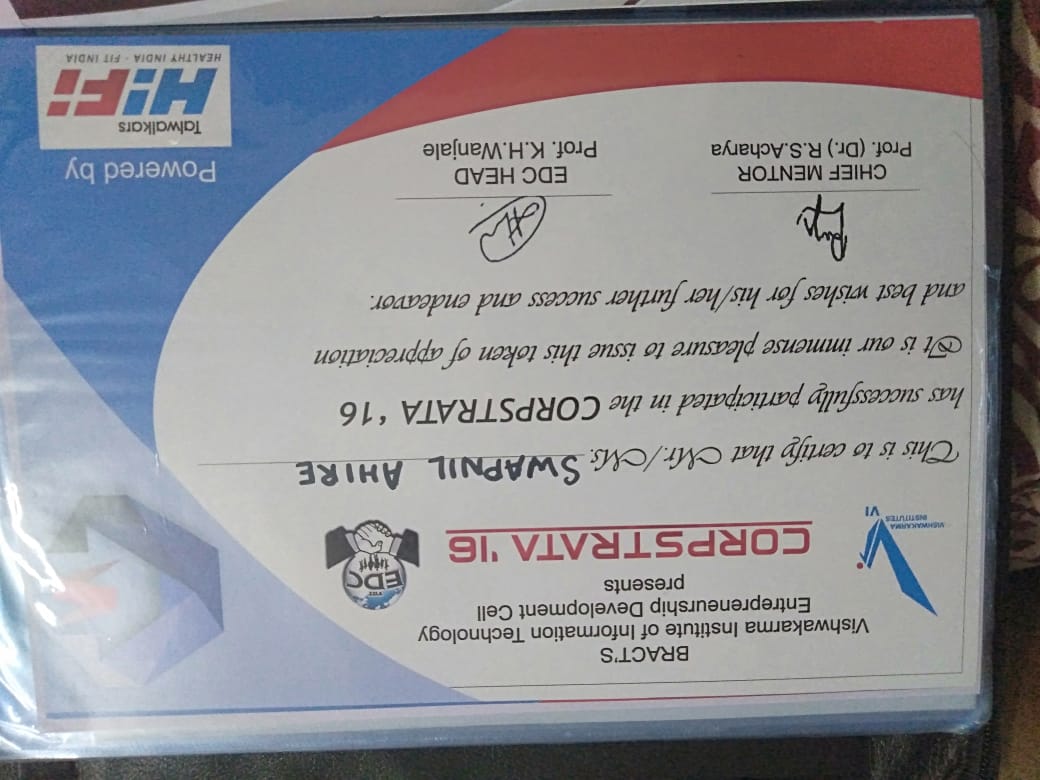 BRACT'S
Vishwakarma Institute of Information Technology
Entrepreneurship Development Cell
presents
CORPSTRATA '16
VISHWAKARMA
INSTITUTES
VI
THE
EDC
This is to certify that Mr./Ms. SWAPNIL AHIRE
has successfully participated in the CORPSTRATA ‘16
It is our immense pleasure to issue this token of appreciation
and best wishes for his/her further success and endeavor.
CHIEF MENTOR
Prof. (Dr.) R.S.Acharya
EDC HEAD
Prof. K.H.Wanjale
Powered by
Talwalkars
H!Fi
HEALTHY INDIA - FIT INDIA